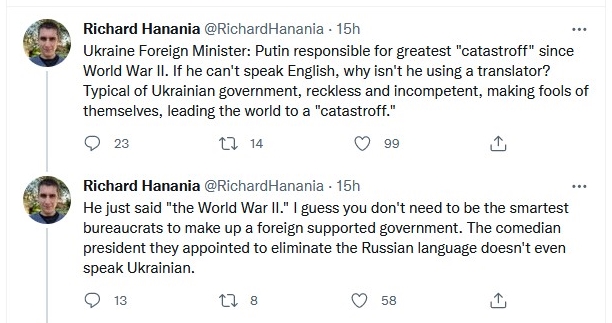 Richard Hanania @RichardHanania · 15h
Ukraine Foreign Minister: Putin responsible for greatest "catastroff" since
World War II. If he can't speak English, why isn't he using a translator?
Typical of Ukrainian government, reckless and incompetent, making fools of
themselves, leading the world to a "catastroff."
23 14 99
Richard Hanania @RichardHanania · 15h
He just said "the World War II." I guess you don't need to be the smartest
bureaucrats to make up a foreign supported government. The comedian
president they appointed to eliminate the Russian language doesn't even
speak Ukrainian.
13 8 58